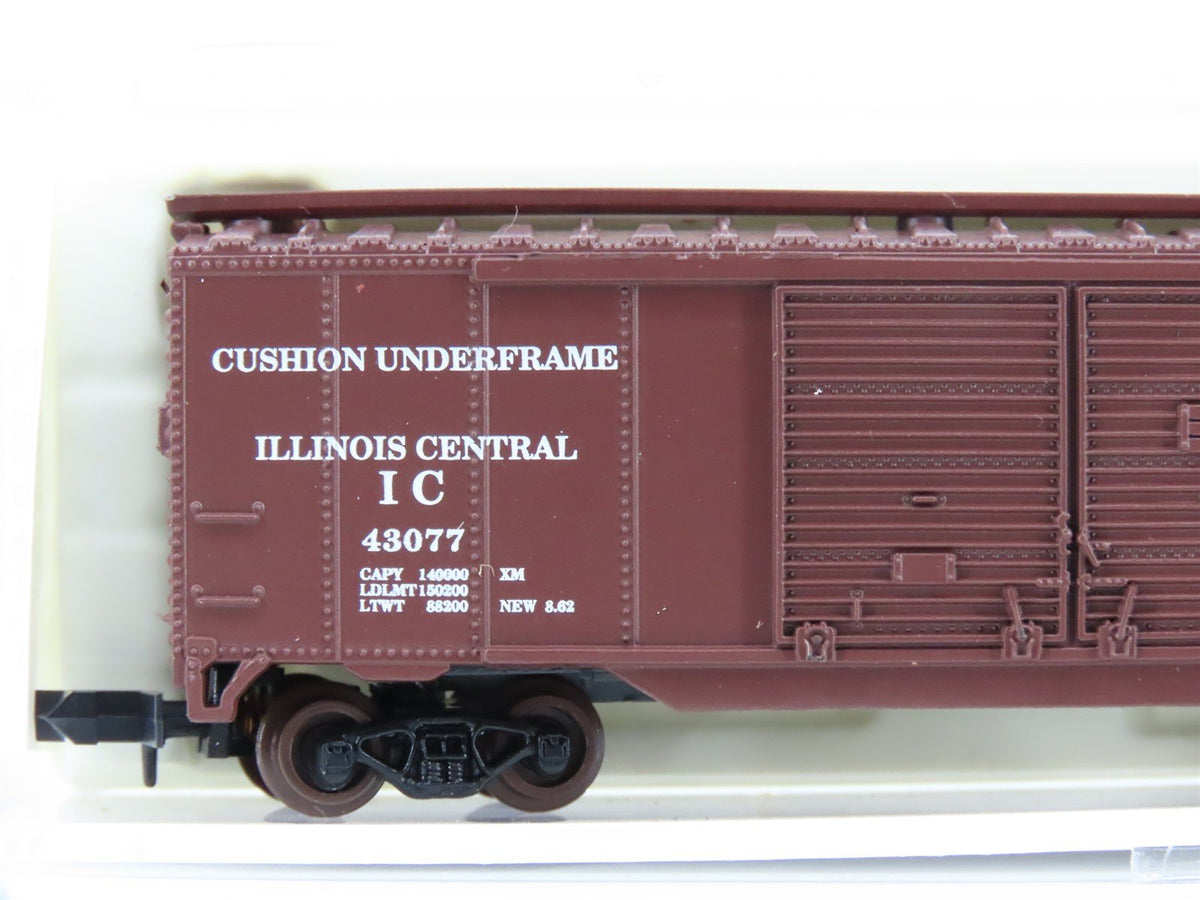 CUSHION UNDERFRAME
ILLINOIS CENTRAL
I C
43077
CAPY 140000 XM
LDLMT 150200
LTWT 88200 NEW 8.62